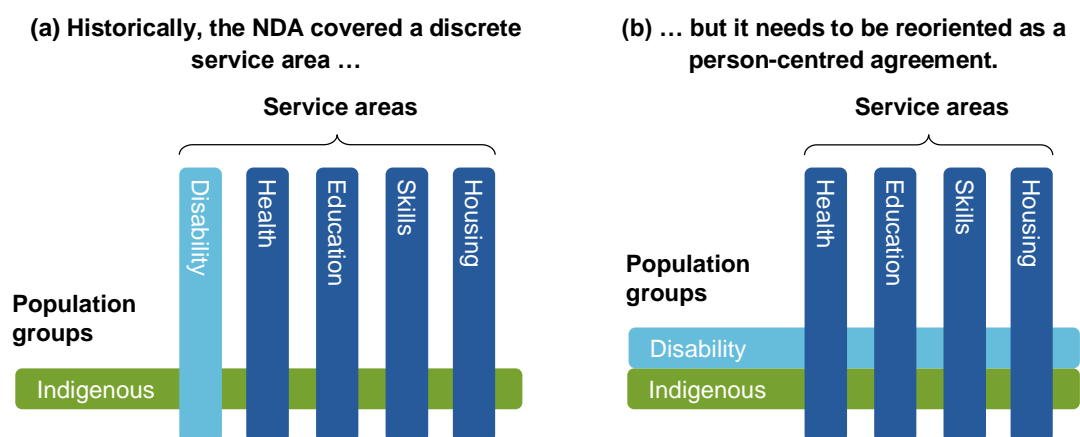 (a) Historically, the NDA covered a discrete
service area …
Service areas
Disability
Health
Education
Skills
Housing
Population
groups
Indigenous
(b) … but it needs to be reoriented as a
person-centred agreement.
Service areas
Health
Education
Skills
Housing
Population
groups
Disability
Indigenous